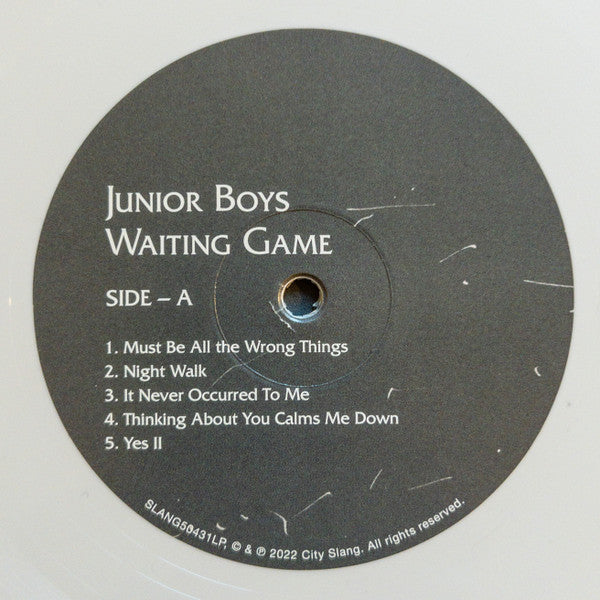 JUNIOR BOYS
WAITING GAME
SIDE – A
1. Must Be All the Wrong Things
2. Night Walk
3. It Never Occurred To Me
4. Thinking About You Calms Me Down
5. Yes II
SLANG50431LP, © & ℗ 2022 City Slang. All rights reserved.